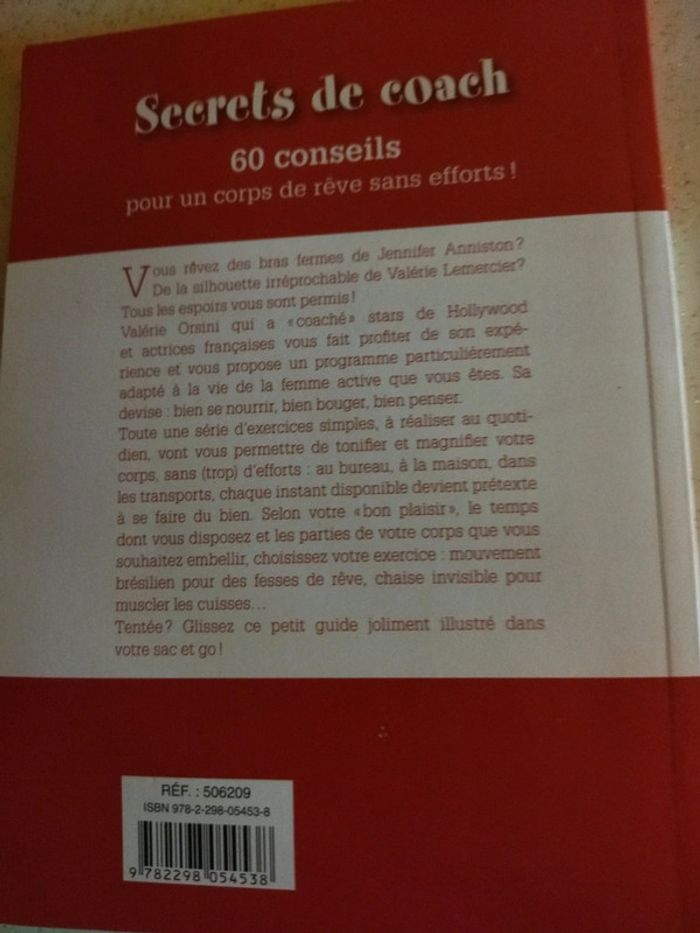 Secrets de coach
60 conseils
pour un corps de rêve sans efforts !
Vous rêvez des bras fermes de Jennifer Anniston ?
De la silhouette irréprochable de Valérie Lemercier ?
Tous les espoirs vous sont permis !
Valérie Orsini qui a « coaché » stars de Hollywood
et actrices françaises vous fait profiter de son expé-
rience et vous propose un programme particulièrement
adapté à la vie de la femme active que vous êtes. Sa
devise : bien se nourrir, bien bouger, bien penser.
Toute une série d'exercices simples, à réaliser au quoti-
dien, vont vous permettre de tonifier et magnifier votre
corps, sans (trop) d'efforts : au bureau, à la maison, dans
les transports, chaque instant disponible devient prétexte
à se faire du bien. Selon votre « bon plaisir », le temps
dont vous disposez et les parties de votre corps que vous
souhaitez embellir, choisissez votre exercice : mouvement
brésilien pour des fesses de rêve, chaise invisible pour
muscler les cuisses...
Tentée ? Glissez ce petit guide joliment illustré dans
votre sac et go !
RÉF. : 506209
ISBN 978-2-298-05453-8
9 782298 054538